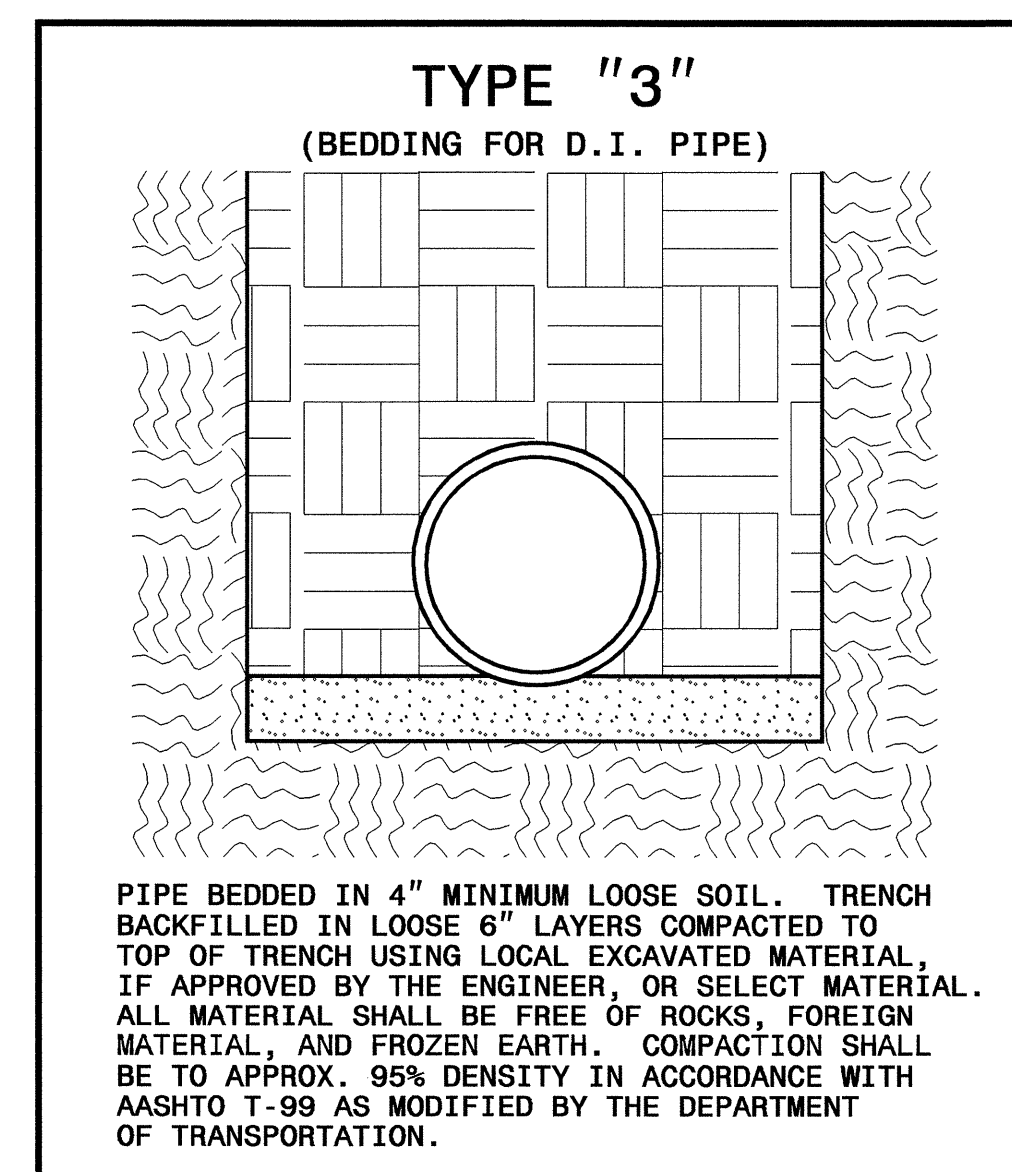 TYPE "3"
(BEDDING FOR D.I. PIPE)
PIPE BEDDED IN 4" MINIMUM LOOSE SOIL. TRENCH
BACKFILLED IN LOOSE 6" LAYERS COMPACTED TO
TOP OF TRENCH USING LOCAL EXCAVATED MATERIAL,
IF APPROVED BY THE ENGINEER, OR SELECT MATERIAL.
ALL MATERIAL SHALL BE FREE OF ROCKS, FOREIGN
MATERIAL, AND FROZEN EARTH. COMPACTION SHALL
BE TO APPROX. 95% DENSITY IN ACCORDANCE WITH
AASHTO T-99 AS MODIFIED BY THE DEPARTMENT
OF TRANSPORTATION.